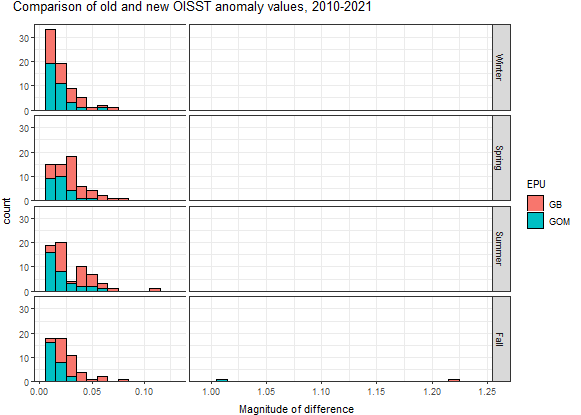 Comparison of old and new OISST anomaly values, 2010-2021
30
20
10
0
Winter
30
20
10
0
Spring
30
20
10
0
Summer
30
20
10
0
Fall
count
0.00 0.05 0.10 1.00 1.05 1.10 1.15 1.20 1.25
Magnitude of difference
EPU
GB
GOM